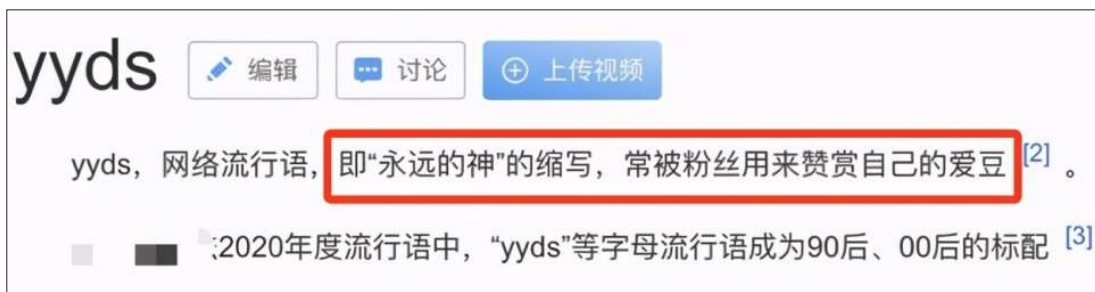 yyds 编辑 讨论 上传视频
yyds，网络流行语，即“永远的神”的缩写，常被粉丝用来赞赏自己的爱豆 [2] 。
2020年度流行语中，“yyds”等字母流行语成为90后、00后的标配 [3]